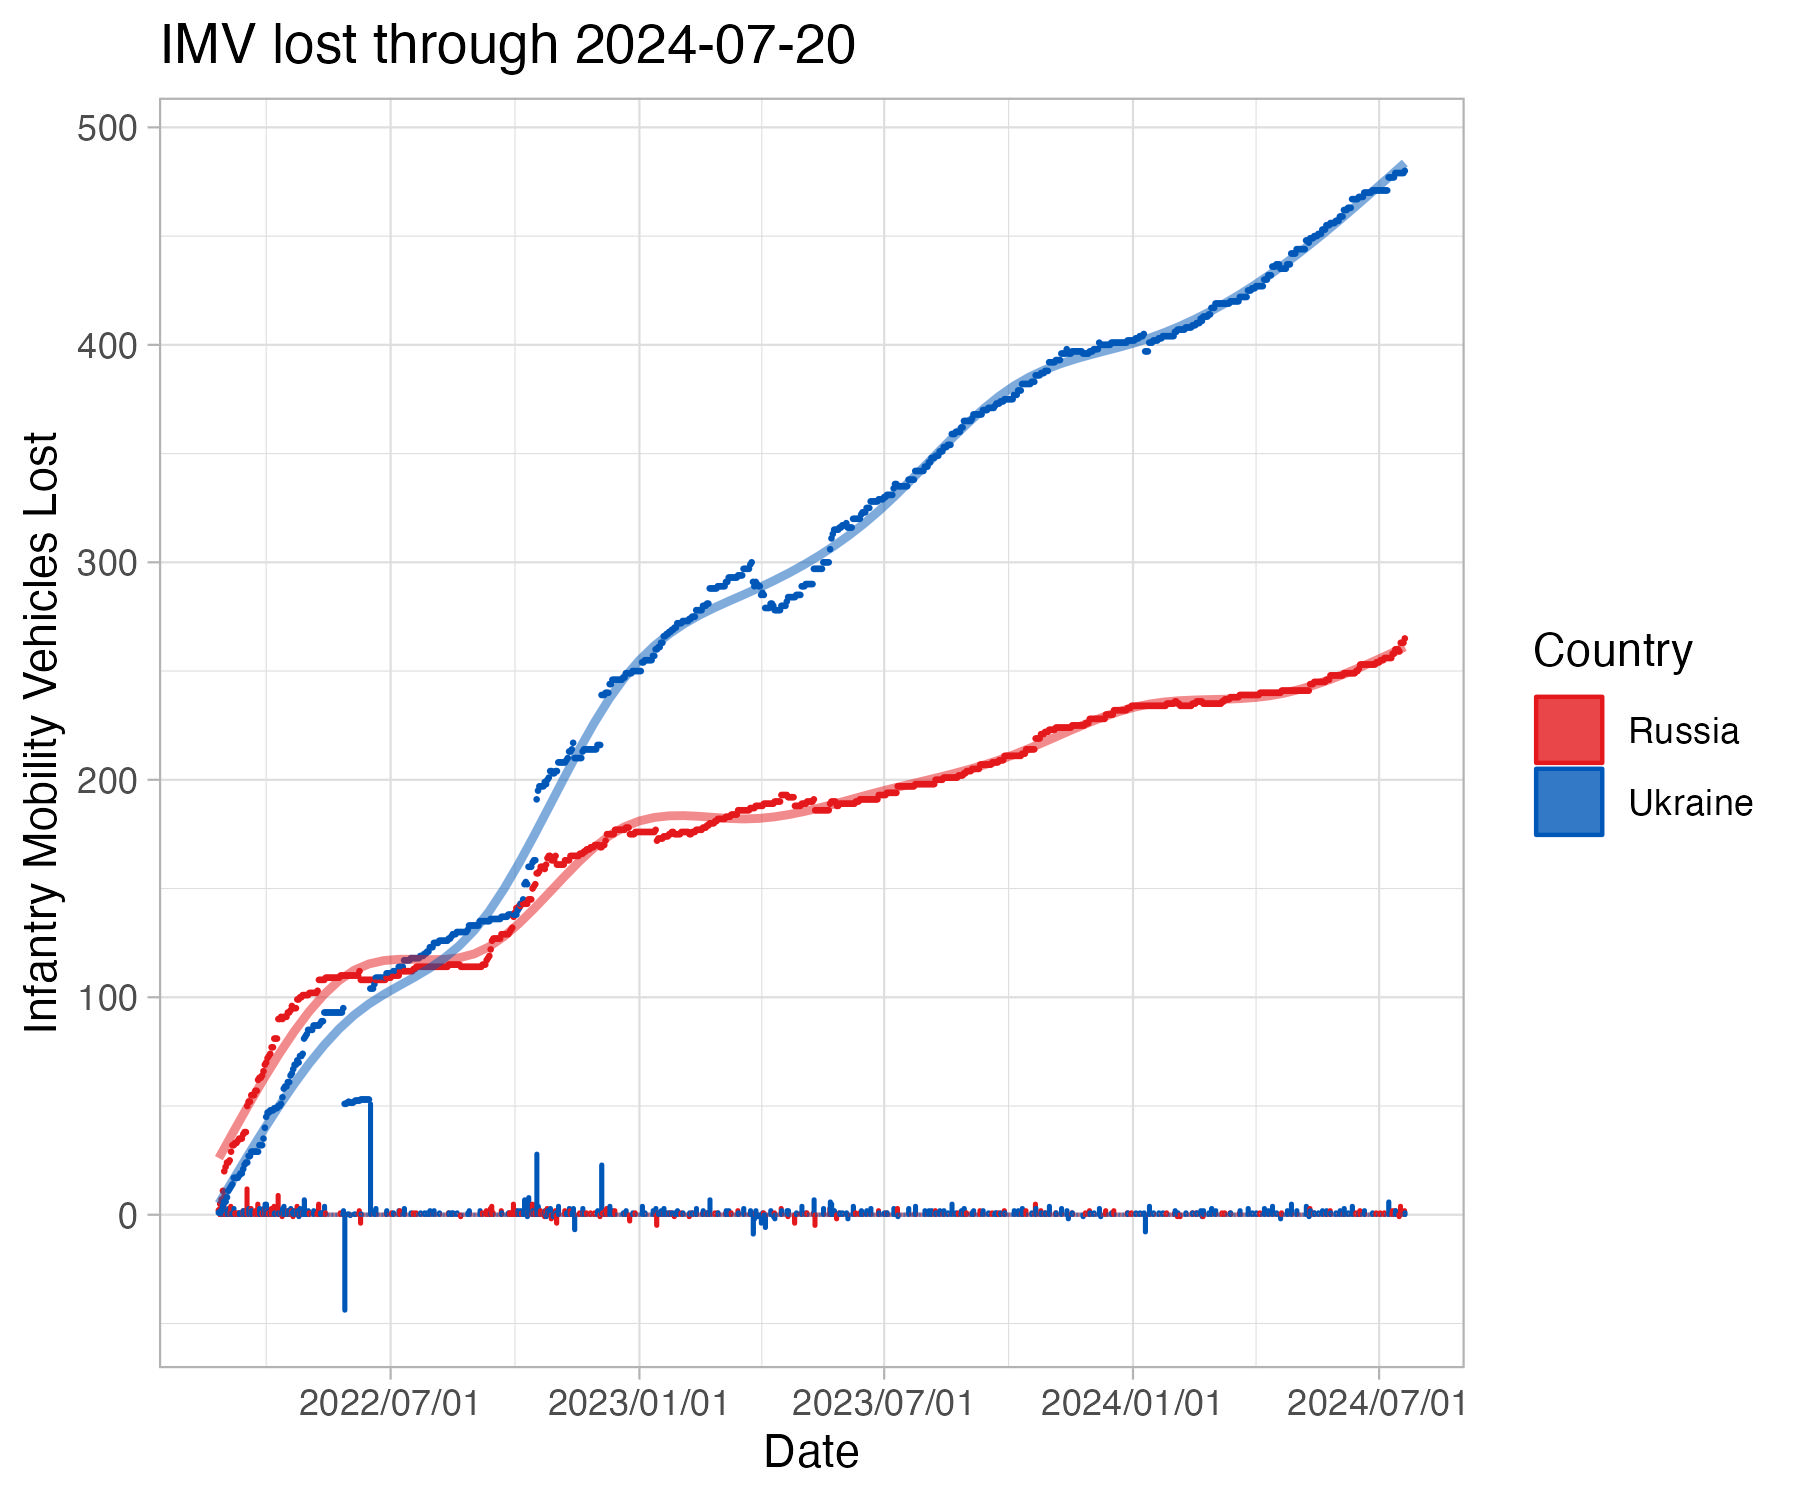 IMV lost through 2024-07-20
Infantry Mobility Vehicles Lost
500
400
300
200
100
0
2022/07/01
2023/01/01
2023/07/01
2024/01/01
2024/07/01
Date
Country
Russia
Ukraine